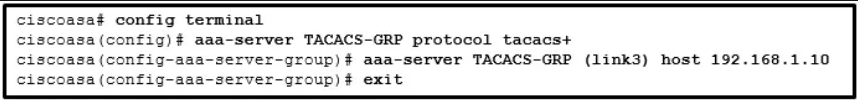 ciscoasa# config terminal
ciscoasa(config)# aaa-server TACACS-GRP protocol tacacs+
ciscoasa(config-aaa-server-group)# aaa-server TACACS-GRP (link3) host 192.168.1.10
ciscoasa(config-aaa-server-group)# exit